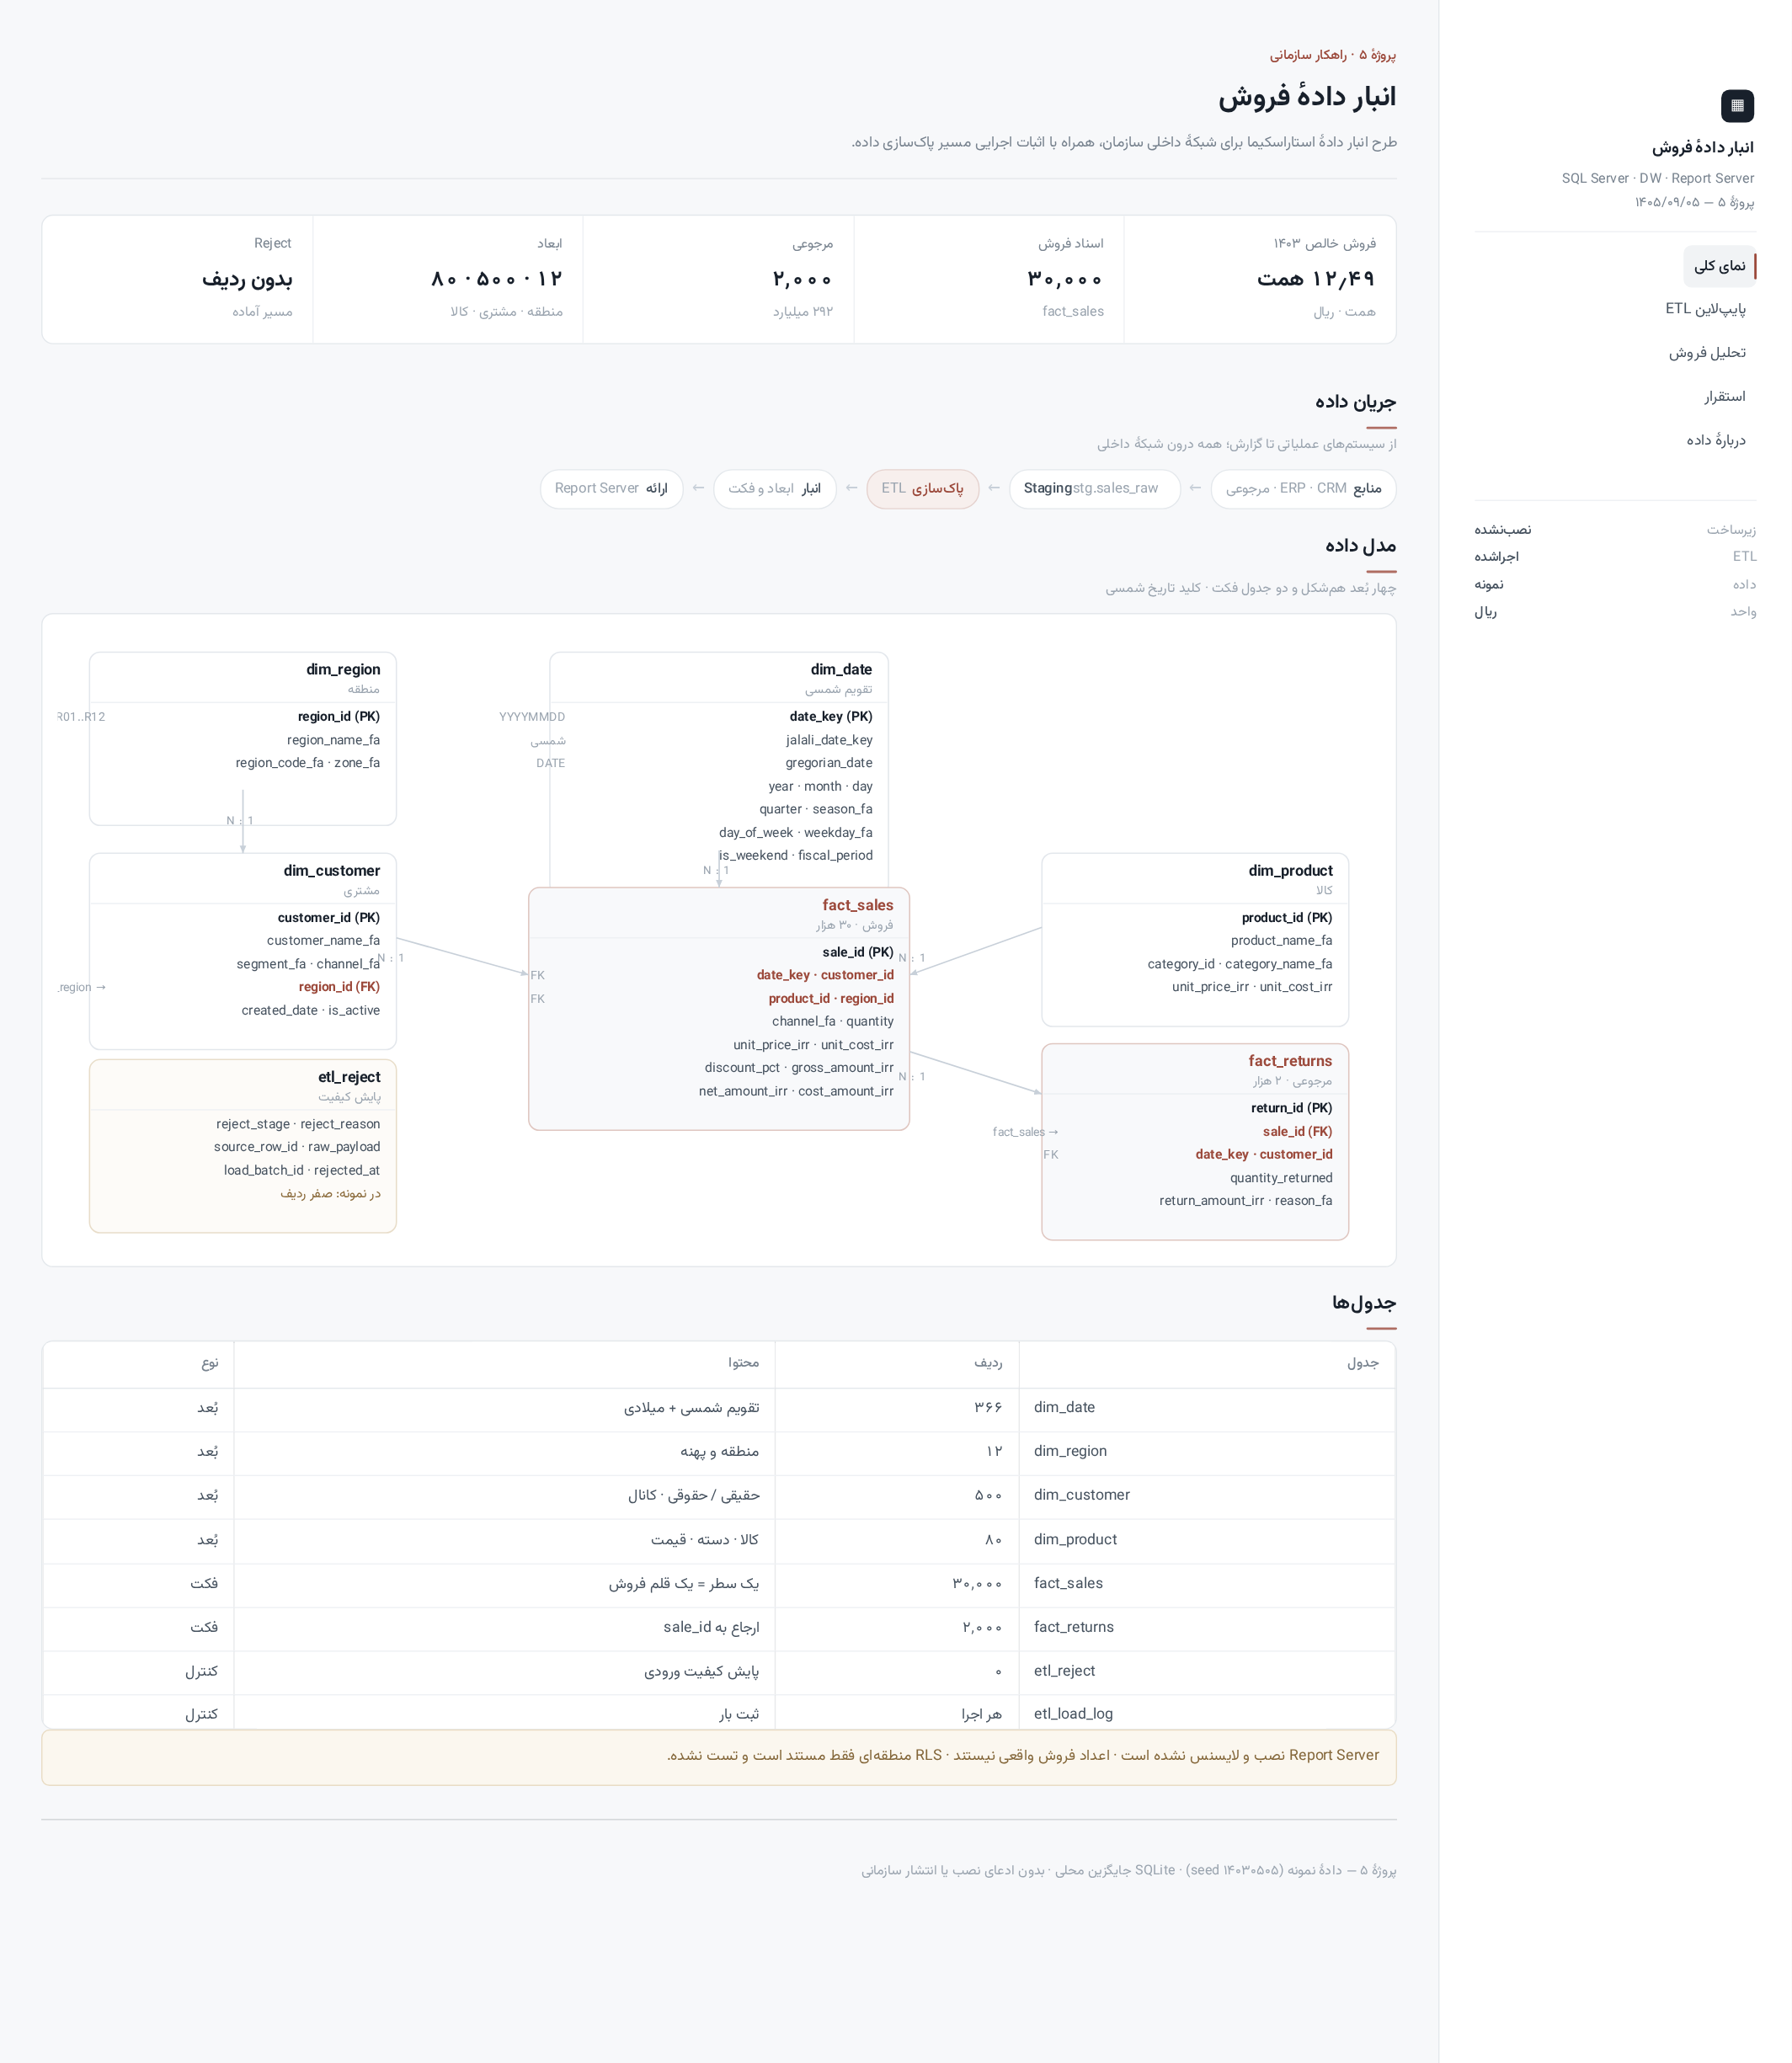 انبار دادهٔ فروش
SQL Server · DW · Report Server
پروژهٔ ۵ — ۱۴۰۵/۰۹/۰۵
نمای کلی
پایپ‌لاین ETL
تحلیل فروش
استقرار
دربارهٔ داده
زیرساخت نصب‌نشده
ETL اجراشده
داده نمونه
واحد ریال
پروژهٔ ۵ · راهکار سازمانی
انبار دادهٔ فروش
طرح انبار دادهٔ استاراسکیما برای شبکهٔ داخلی سازمان، همراه با اثبات اجرایی مسیر پاک‌سازی داده.
فروش خالص ۱۴۰۳
۱۲٫۴۹ همت
همت · ریال
اسناد فروش
۳۰,۰۰۰
fact_sales
مرجوعی
۲,۰۰۰
۲۹۲ میلیارد
ابعاد
۱۲ · ۵۰۰ · ۸۰
منطقه · مشتری · کالا
Reject
بدون ردیف
مسیر آماده
جریان داده
از سیستم‌های عملیاتی تا گزارش؛ همه درون شبکهٔ داخلی
منابع ERP · CRM · مرجوعی ← Staging stg.sales_raw ← پاک‌سازی ETL ← انبار ابعاد و فکت ← ارائه Report Server
مدل داده
چهار بُعد هم‌شکل و دو جدول فکت · کلید تاریخ شمسی
dim_region
منطقه
region_id (PK) R01..R12
region_name_fa
region_code_fa · zone_fa
N : 1
dim_date
تقویم شمسی
date_key (PK) YYYYMMDD
jalali_date_key شمسی
gregorian_date DATE
year · month · day
quarter · season_fa
day_of_week · weekday_fa
is_weekend · fiscal_period
N : 1
dim_customer
مشتری
customer_id (PK)
customer_name_fa
segment_fa · channel_fa
region_id (FK) _region →
created_date · is_active
N : 1
fact_sales
فروش · ۳۰ هزار
sale_id (PK)
date_key · customer_id FK
product_id · region_id FK
channel_fa · quantity
unit_price_irr · unit_cost_irr
discount_pct · gross_amount_irr
net_amount_irr · cost_amount_irr
N : 1
N : 1
dim_product
کالا
product_id (PK)
product_name_fa
category_id · category_name_fa
unit_price_irr · unit_cost_irr
etl_reject
پایش کیفیت
reject_stage · reject_reason
source_row_id · raw_payload
load_batch_id · rejected_at
در نمونه: صفر ردیف
fact_returns
مرجوعی · ۲ هزار
return_id (PK)
sale_id (FK) fact_sales →
date_key · customer_id FK
quantity_returned
return_amount_irr · reason_fa
جدول‌ها
جدول ردیف محتوا نوع
dim_date ۳۶۶ تقویم شمسی + میلادی بُعد
dim_region ۱۲ منطقه و پهنه بُعد
dim_customer ۵۰۰ حقیقی / حقوقی · کانال بُعد
dim_product ۸۰ کالا · دسته · قیمت بُعد
fact_sales ۳۰,۰۰۰ یک سطر = یک قلم فروش فکت
fact_returns ۲,۰۰۰ ارجاع به sale_id فکت
etl_reject ۰ پایش کیفیت ورودی کنترل
etl_load_log هر اجرا ثبت بار کنترل
Report Server نصب و لایسنس نشده است · اعداد فروش واقعی نیستند · RLS منطقه‌ای فقط مستند است و تست نشده.
پروژهٔ ۵ — دادهٔ نمونه (seed ۱۴۰۳۰۵۰۵) · SQLite جایگزین محلی · بدون ادعای نصب یا انتشار سازمانی